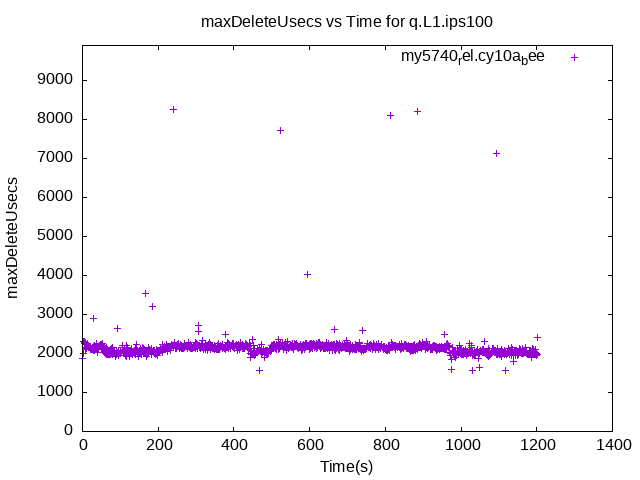 maxDeleteUsecs vs Time for q.L1.ips100
my5740rel.cy10abee
9000
8000
7000
6000
5000
4000
3000
2000
1000
0
maxDeleteUsecs
0 200 400 600 800 1000 1200 1400
Time(s)